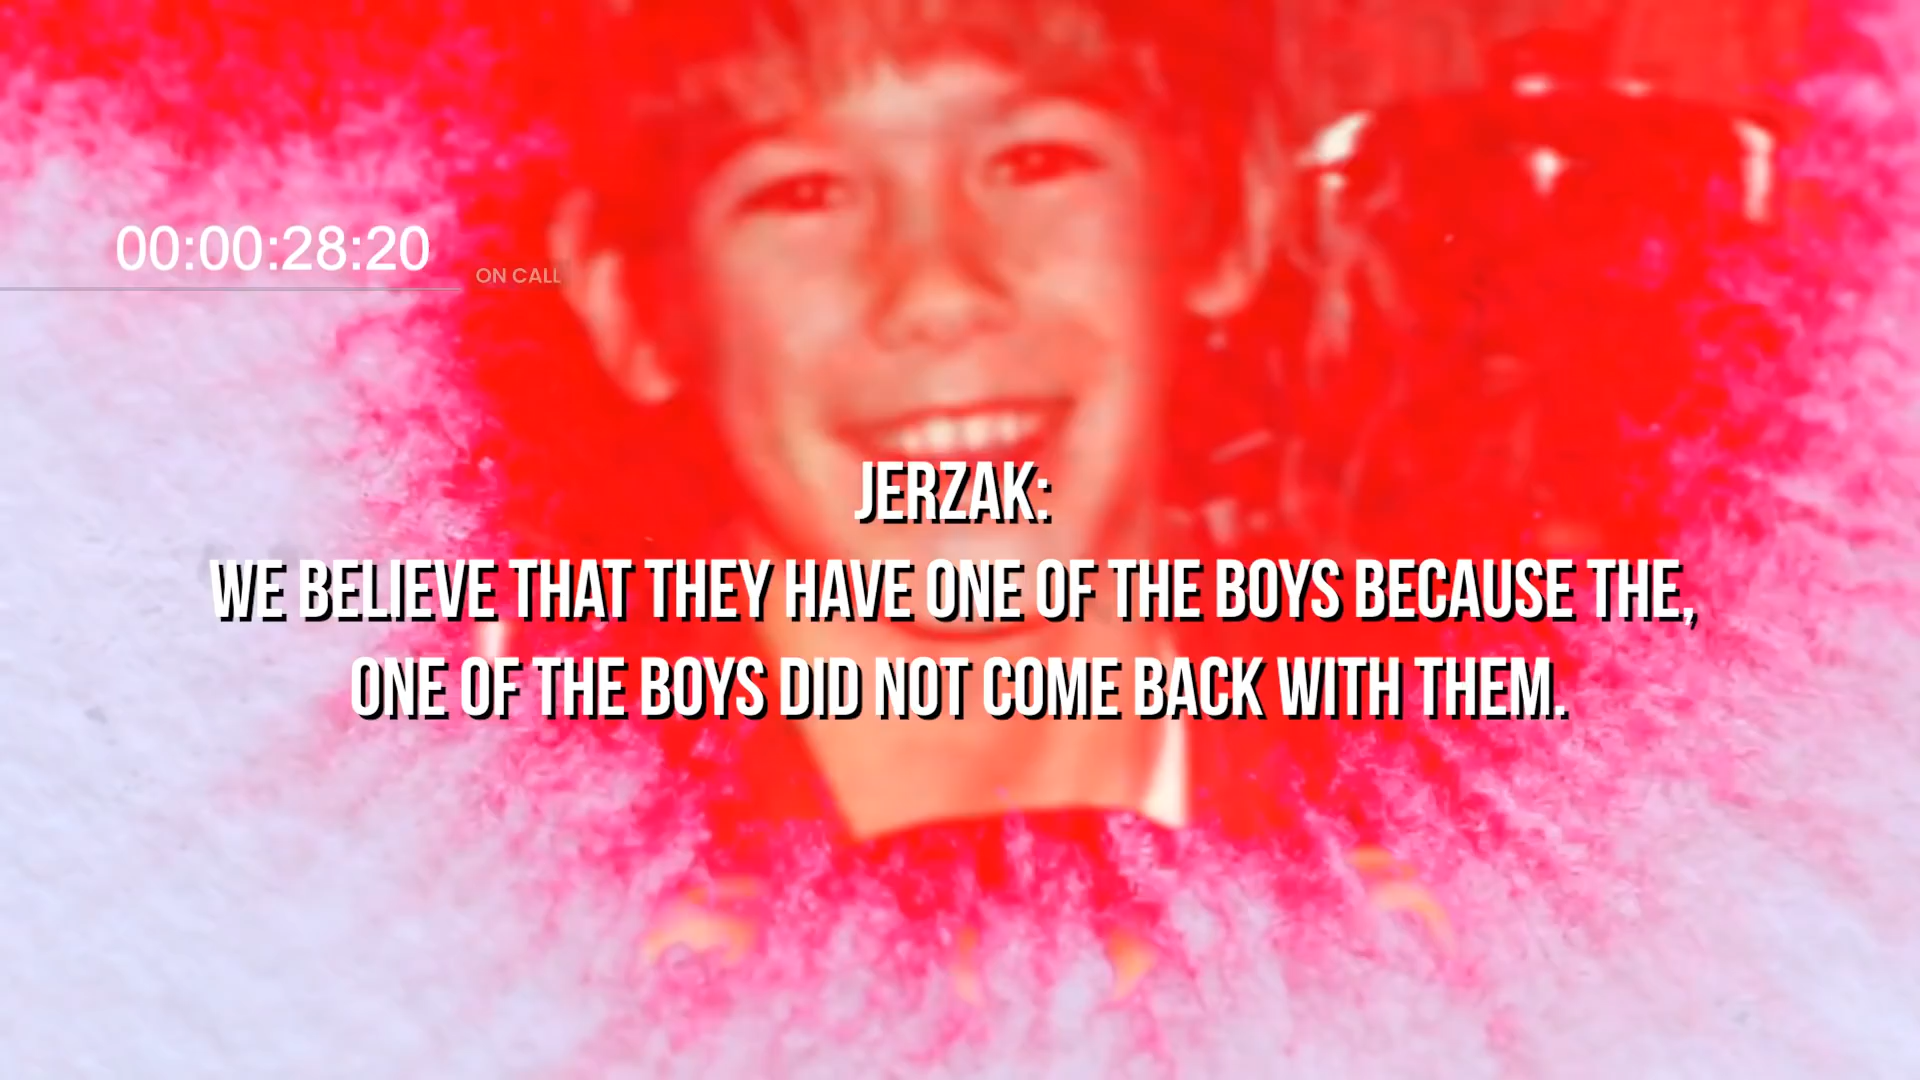 00:00:28:20
ON CALL
JERZAK:
WE BELIEVE THAT THEY HAVE ONE OF THE BOYS BECAUSE THE,
ONE OF THE BOYS DID NOT COME BACK WITH THEM.